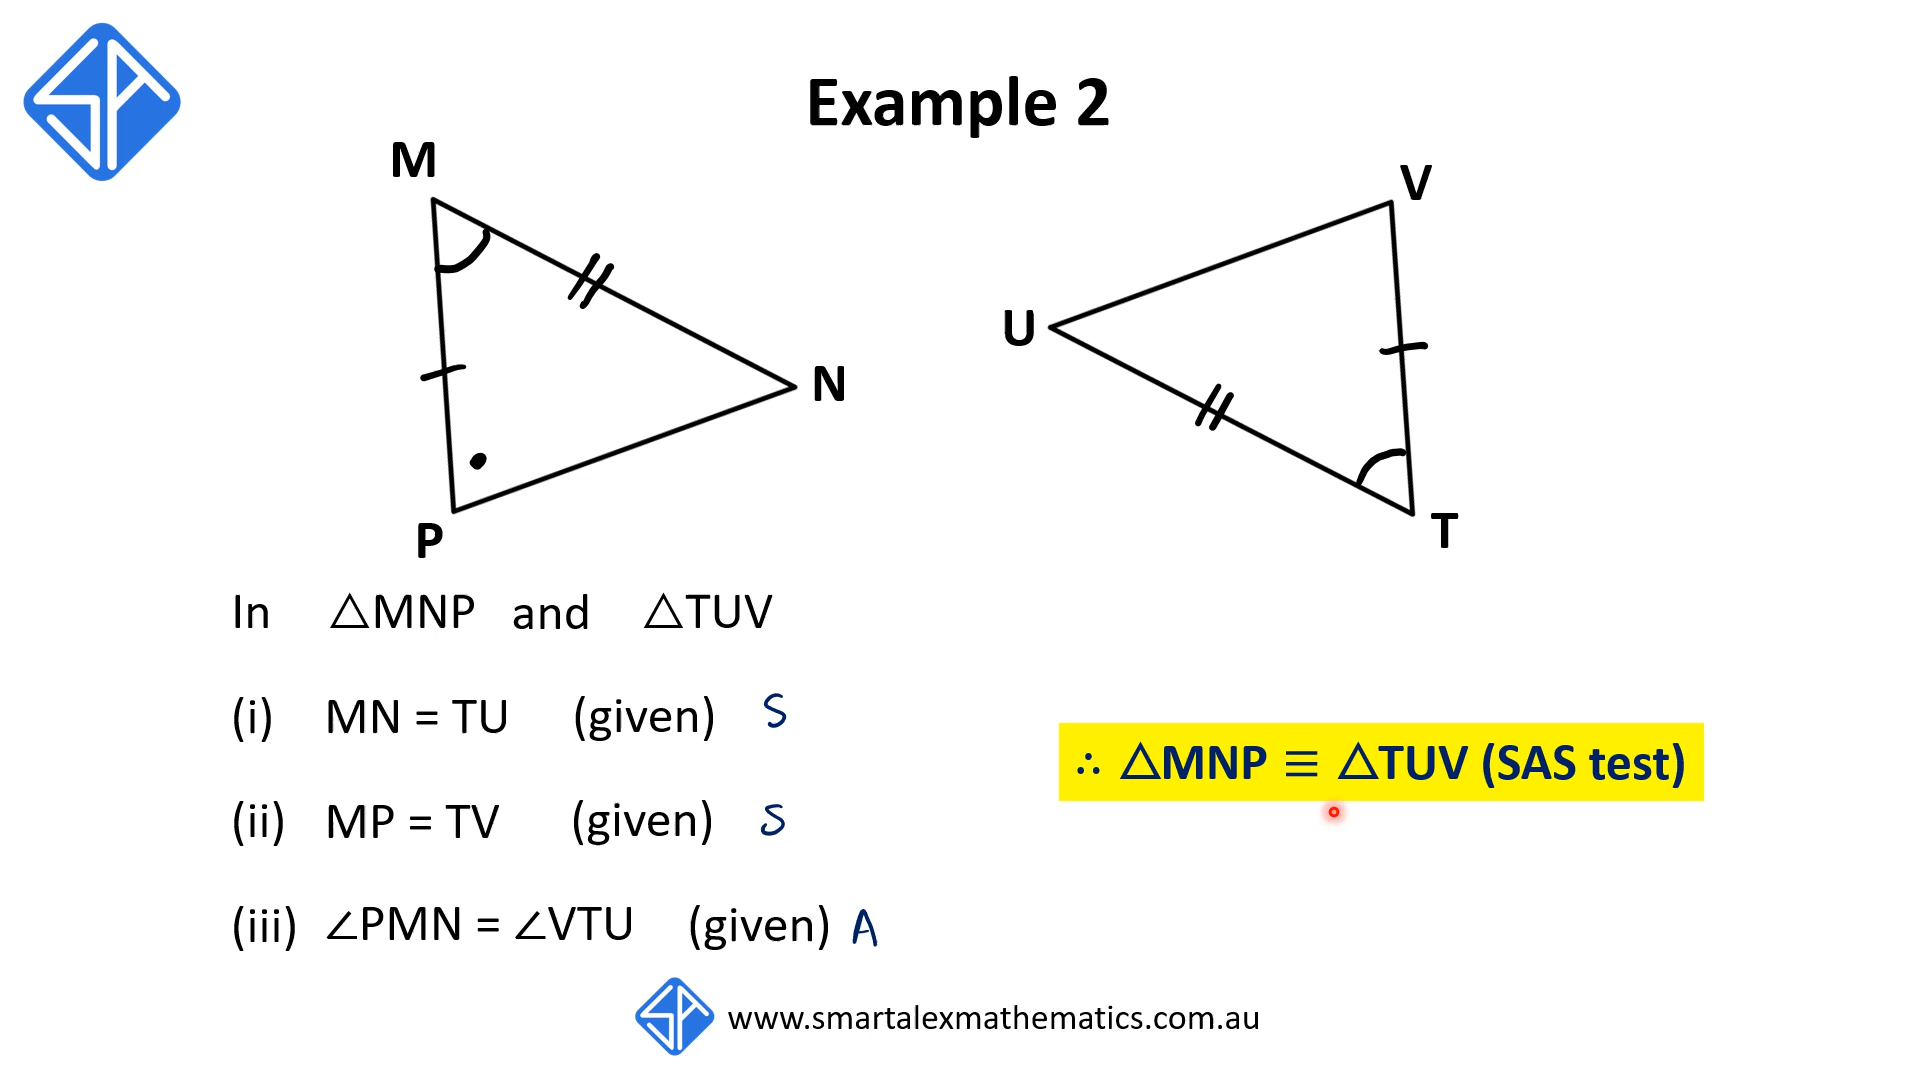 Example 2
M
V
U
N
P
T
In △MNP and △TUV
(i) MN = TU (given) S
(ii) MP = TV (given) S
(iii) ∠PMN = ∠VTU (given) A
∴ △MNP ≡ △TUV (SAS test)
www.smartalexmathematics.com.au